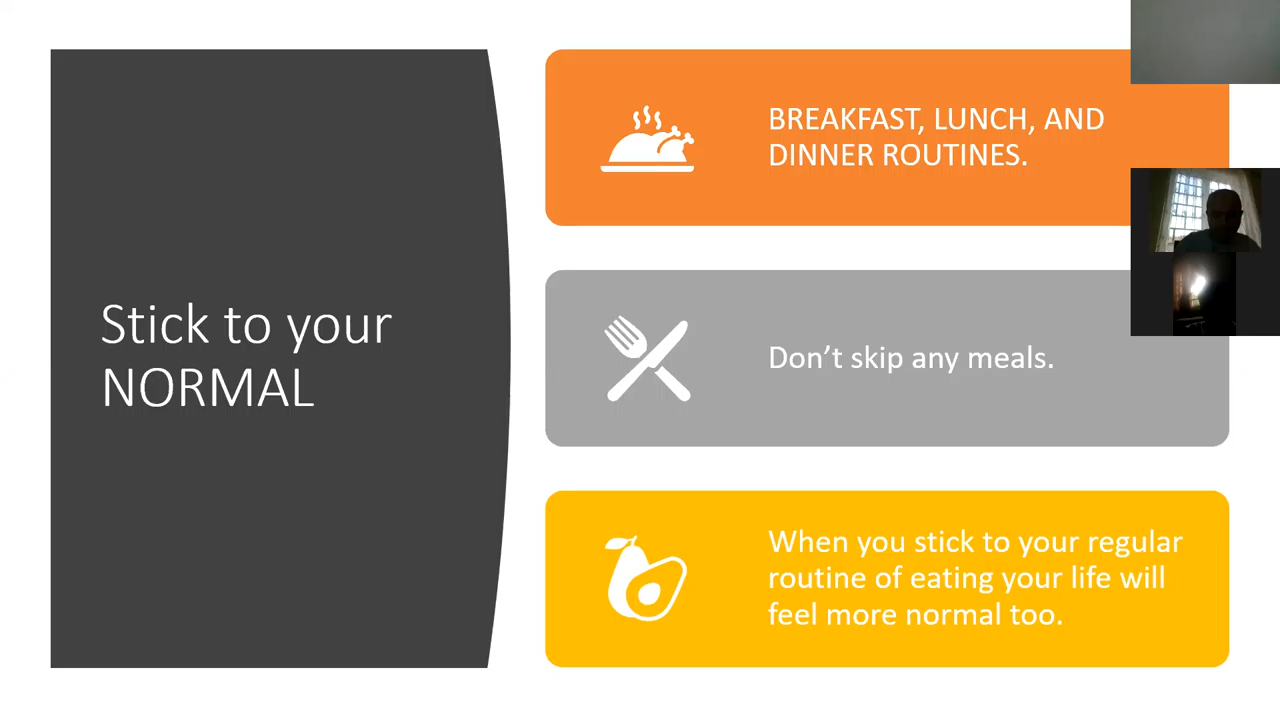 Stick to your
NORMAL
BREAKFAST, LUNCH, AND
DINNER ROUTINES.
Don’t skip any meals.
When you stick to your regular
routine of eating your life will
feel more normal too.